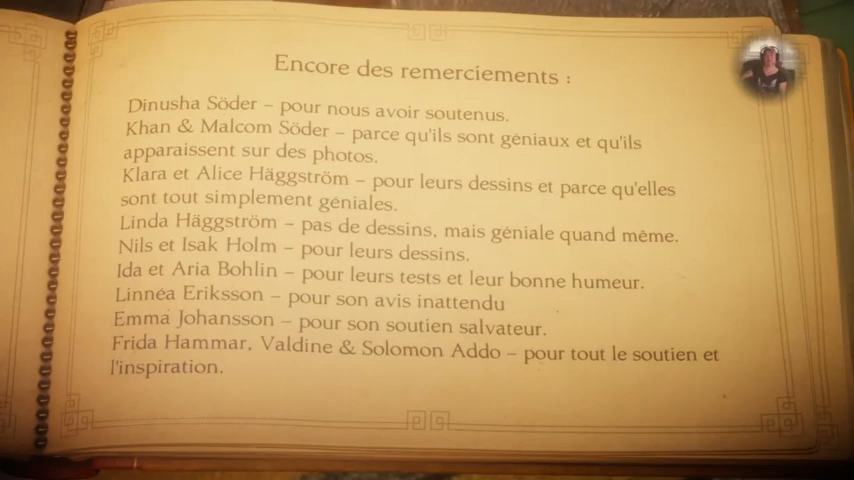 Encore des remerciements :
Dinusha Söder – pour nous avoir soutenus.
Khan & Malcom Söder – parce qu'ils sont géniaux et qu'ils
apparaissent sur des photos.
Klara et Alice Häggström – pour leurs dessins et parce qu'elles
sont tout simplement géniales.
Linda Häggström – pas de dessins, mais géniale quand même.
Nils et Isak Holm – pour leurs dessins.
Ida et Aria Bohlin – pour leurs tests et leur bonne humeur.
Linnéa Eriksson – pour son avis inattendu
Emma Johansson – pour son soutien salvateur.
Frida Hammar, Valdine & Solomon Addo – pour tout le soutien et
l'inspiration.